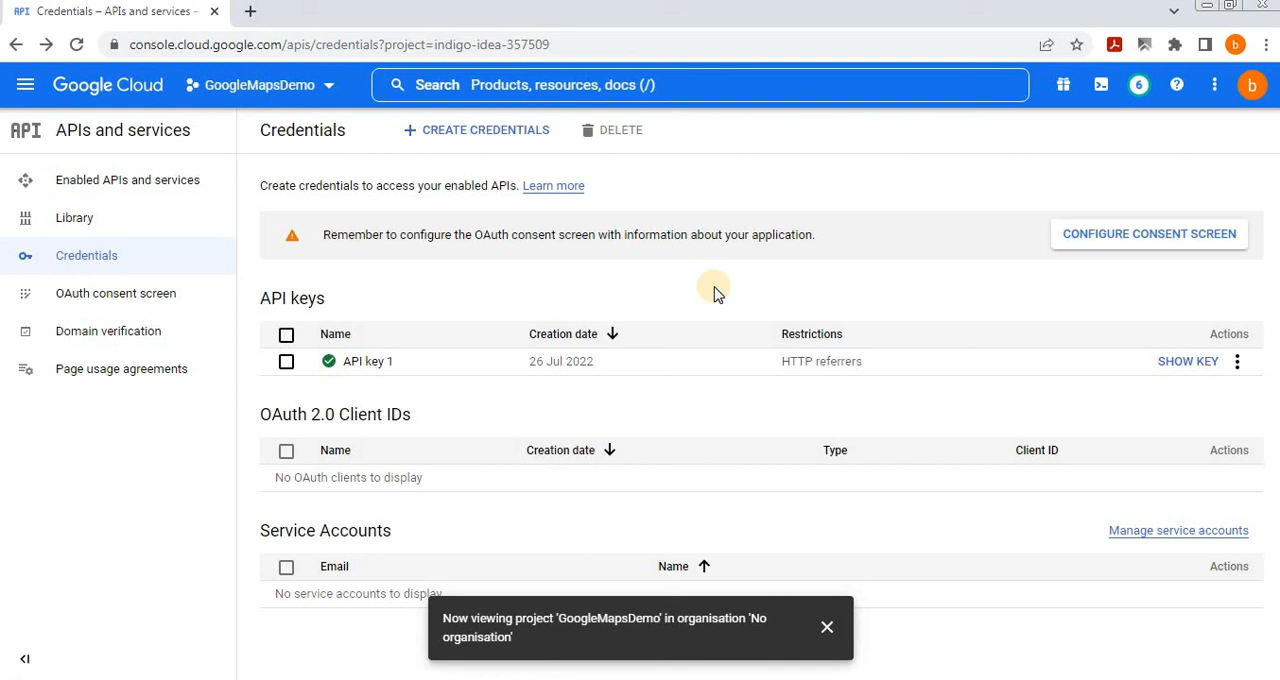 API Credentials – APIs and services –
console.cloud.google.com/apis/credentials?project=indigo-idea-357509
b
Google Cloud GoogleMapsDemo Search Products, resources, docs (/) 6 b
API APIs and services
Credentials CREATE CREDENTIALS DELETE
Enabled APIs and services
Library
Credentials
OAuth consent screen
Domain verification
Page usage agreements
Create credentials to access your enabled APIs. Learn more
Remember to configure the OAuth consent screen with information about your application. CONFIGURE CONSENT SCREEN
API keys
Name Creation date Restrictions Actions
API key 1 26 Jul 2022 HTTP referrers SHOW KEY
OAuth 2.0 Client IDs
Name Creation date Type Client ID Actions
No OAuth clients to display
Service Accounts Manage service accounts
Email Name Actions
No service accounts to display
Now viewing project 'GoogleMapsDemo' in organisation 'No
organisation'